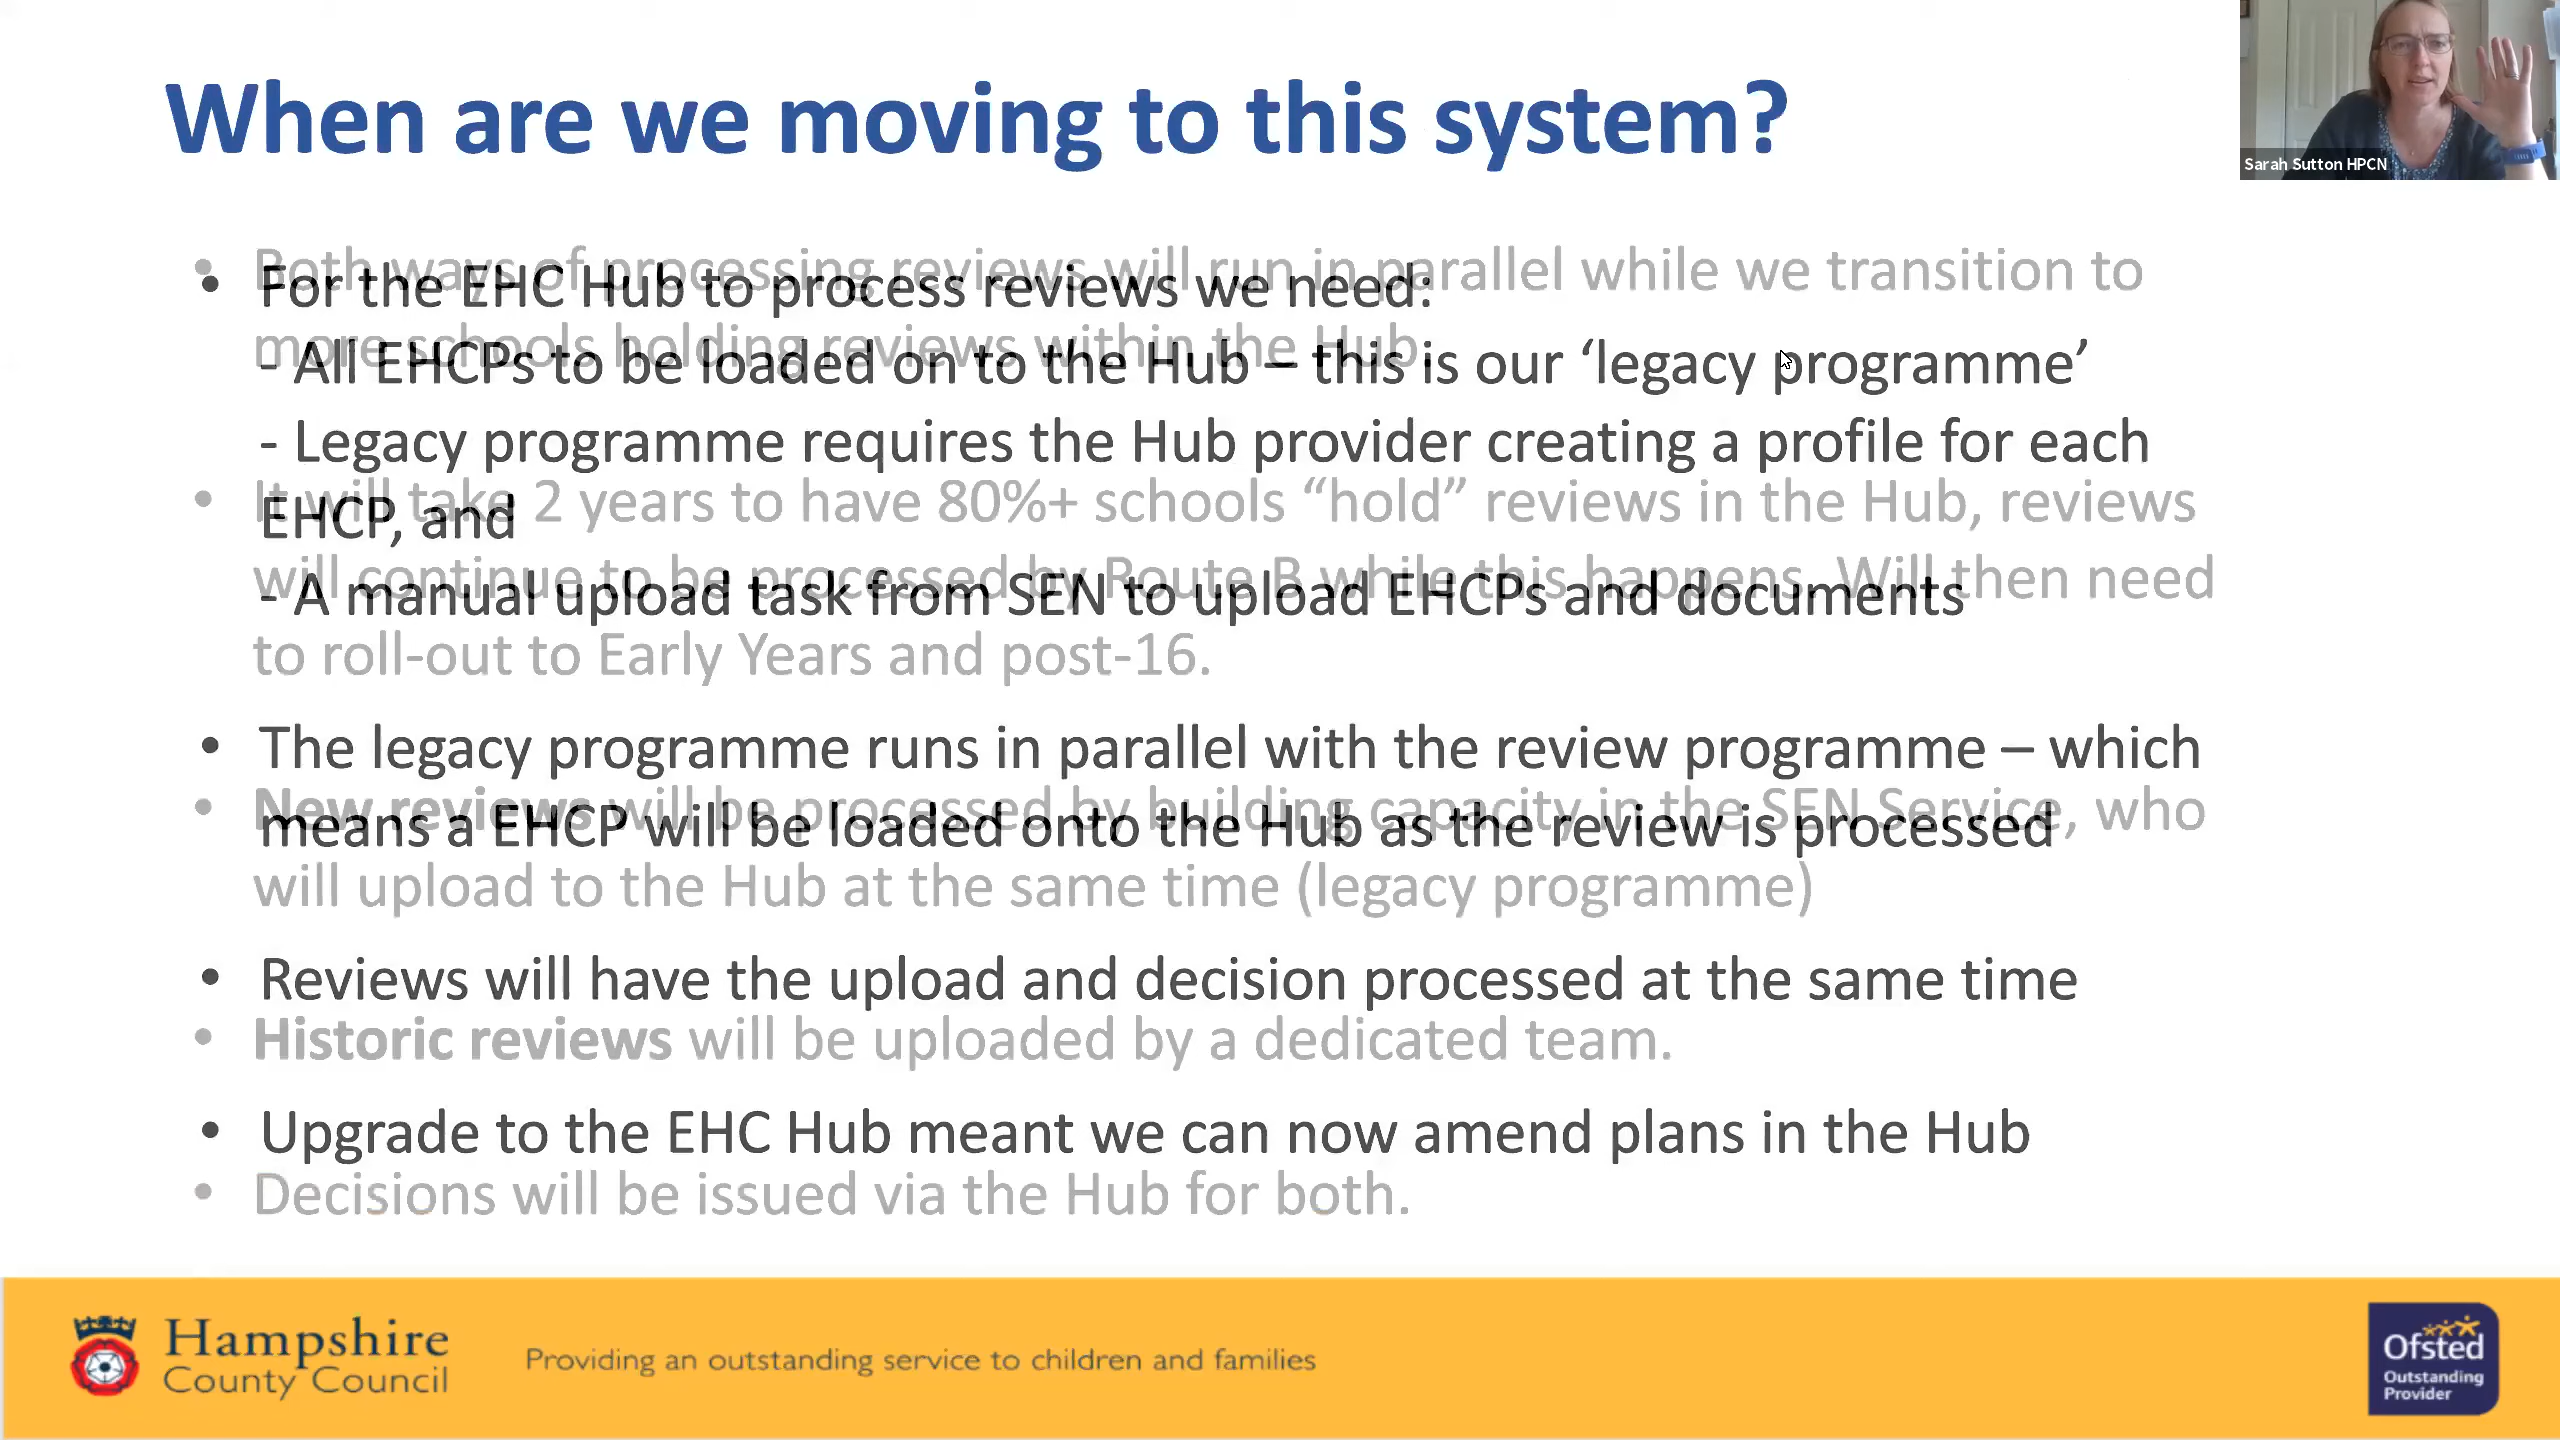 When are we moving to this system?
Sarah Sutton HPCN
• For the EHC Hub to process reviews we need:
- All EHCPs to be loaded on to the Hub – this is our ‘legacy programme’
- Legacy programme requires the Hub provider creating a profile for each
EHCP, and
- A manual upload task from SEN to upload EHCPs and documents
• The legacy programme runs in parallel with the review programme – which
means a EHCP will be loaded onto the Hub as the review is processed
• Reviews will have the upload and decision processed at the same time
• Upgrade to the EHC Hub meant we can now amend plans in the Hub
• Both ways of processing reviews will run in parallel while we transition to
more schools holding reviews within the Hub.
• It will take 2 years to have 80%+ schools “hold” reviews in the Hub, reviews
will continue to be processed by Route B while this happens. Will then need
to roll-out to Early Years and post-16.
• New reviews will be processed by building capacity in the SEN Service, who
will upload to the Hub at the same time (legacy programme)
• Historic reviews will be uploaded by a dedicated team.
• Decisions will be issued via the Hub for both.
Hampshire
County Council
Providing an outstanding service to children and families
Ofsted
Outstanding
Provider